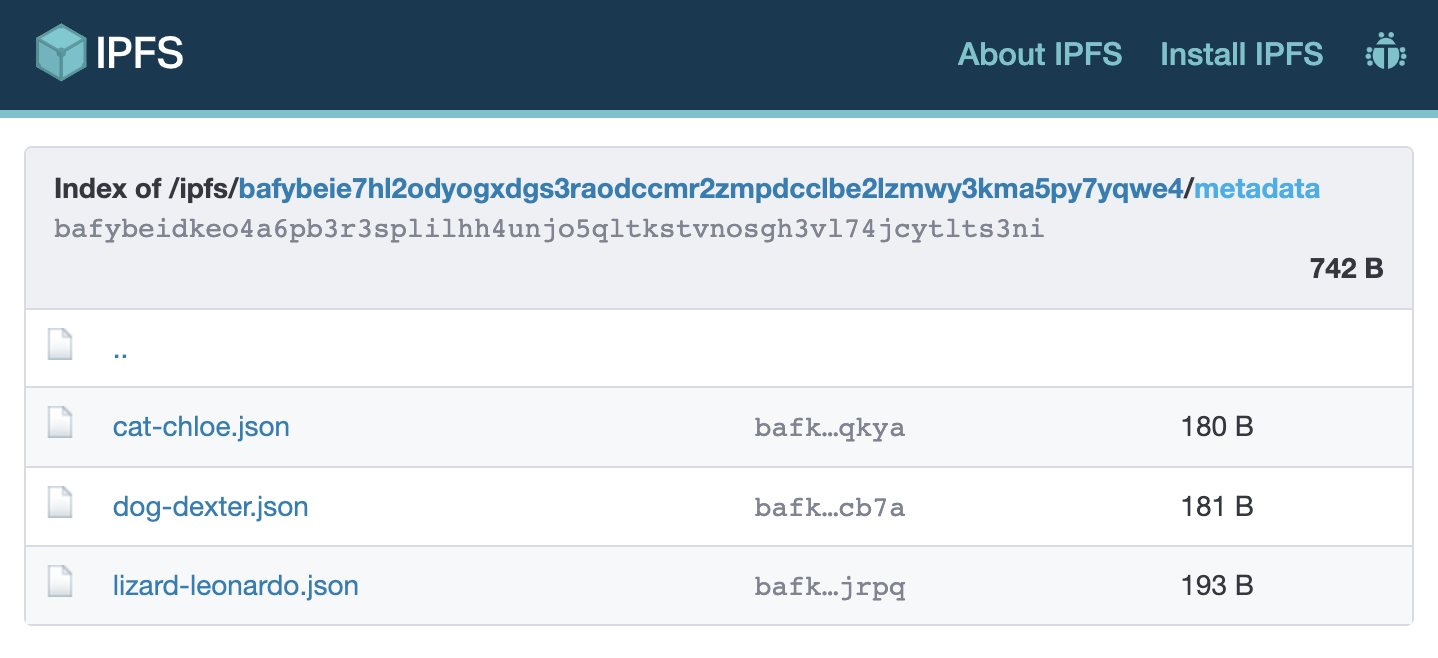 IPFS
About IPFS Install IPFS
Index of /ipfs/bafybeie7hl2odyogxdgs3raodccmr2zmpdcclbe2lzmwy3kma5py7yqwe4/metadata
bafybeidkeo4a6pb3r3splilhh4unjo5qltkstvnosgh3vl74jcytlts3ni
742 B
..
cat-chloe.json bafk…qkya 180 B
dog-dexter.json bafk…cb7a 181 B
lizard-leonardo.json bafk…jrpq 193 B